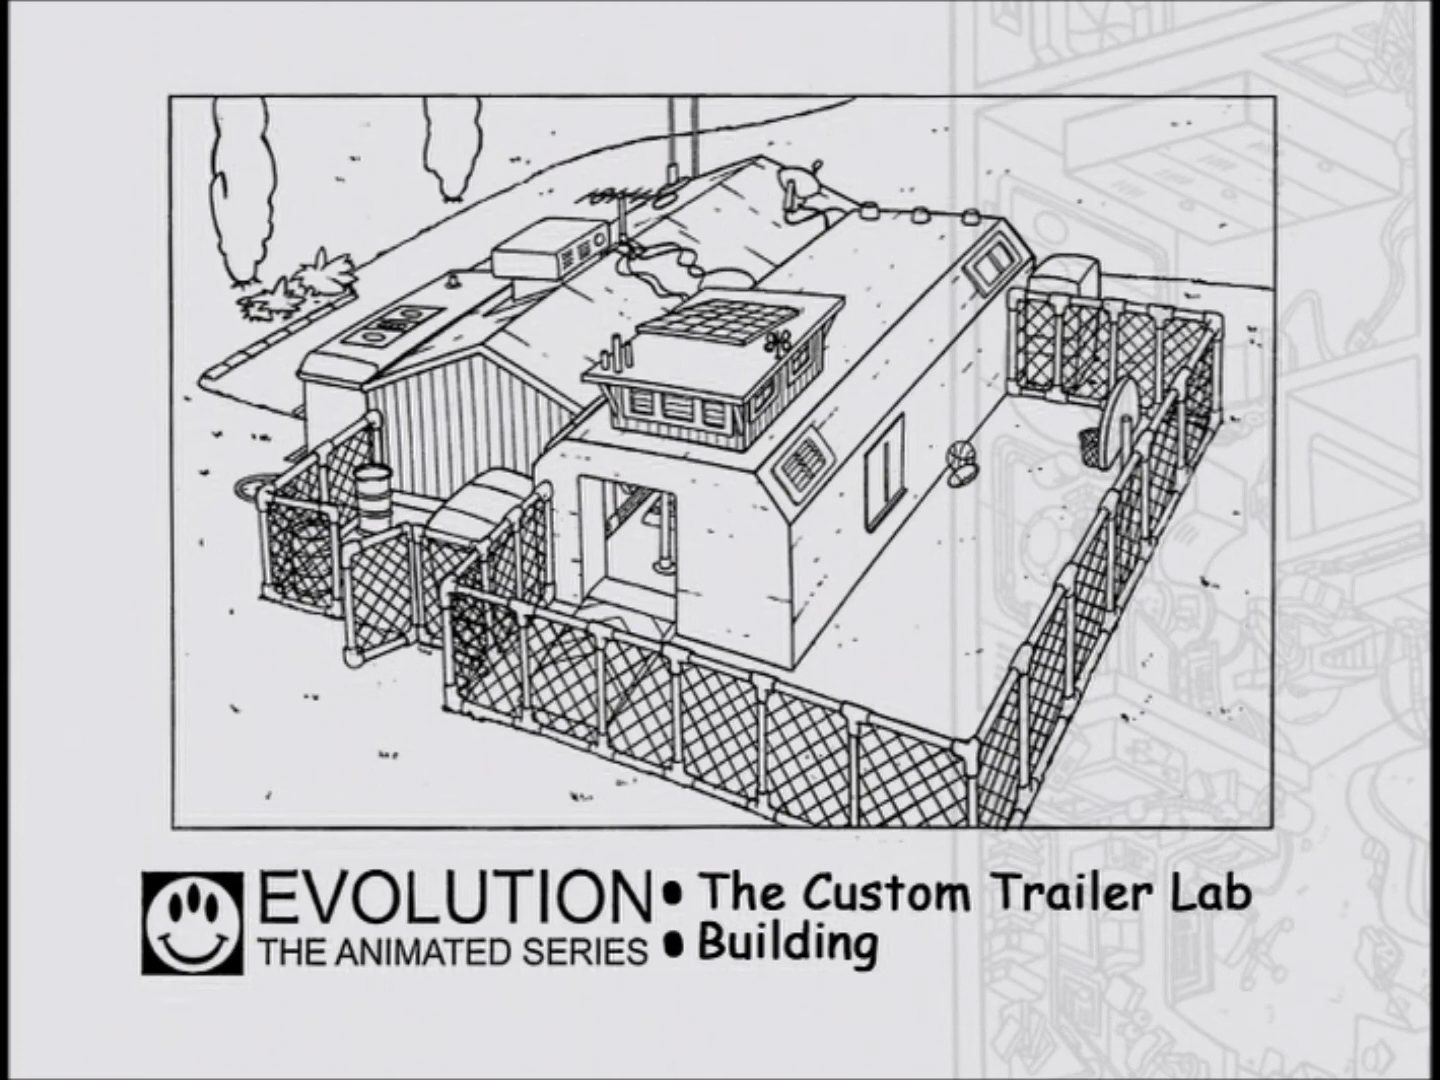 EVOLUTION
THE ANIMATED SERIES
• The Custom Trailer Lab
• Building